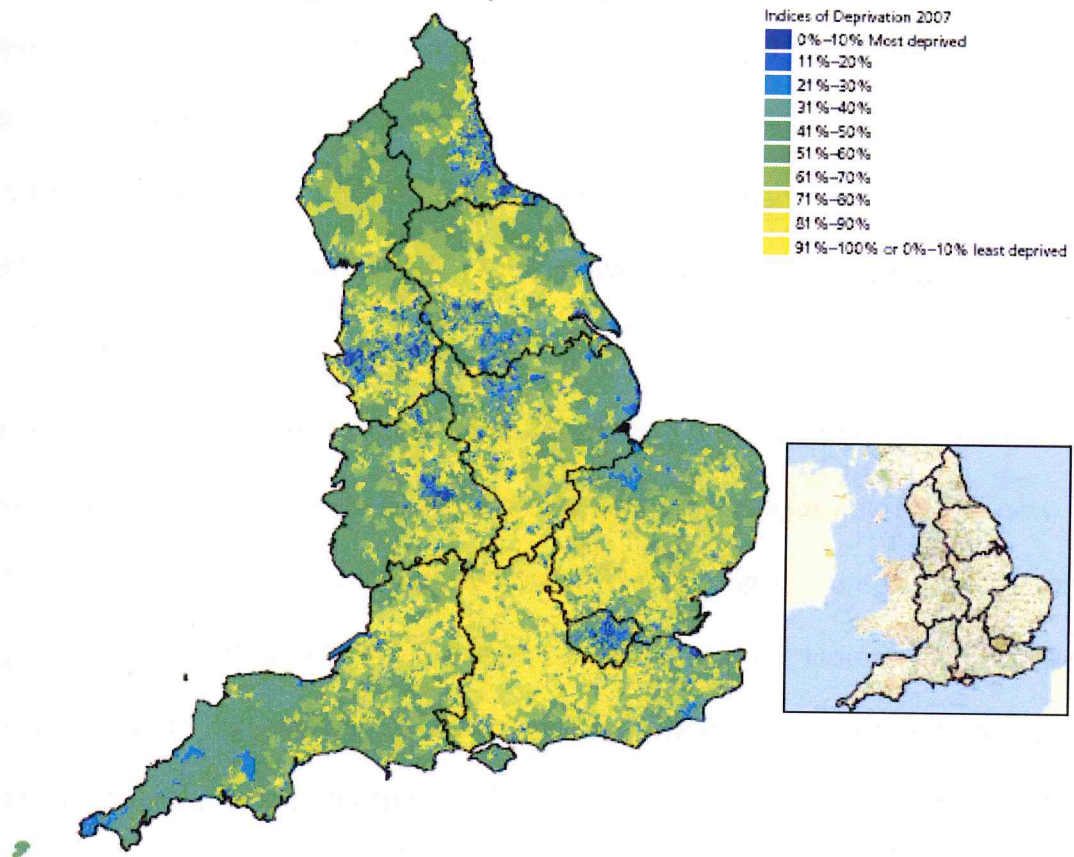 Indices of Deprivation 2007
0%–10% Most deprived
11%–20%
21%–30%
31%–40%
41%–50%
51%–60%
61%–70%
71%–80%
81%–90%
91%–100% or 0%–10% least deprived